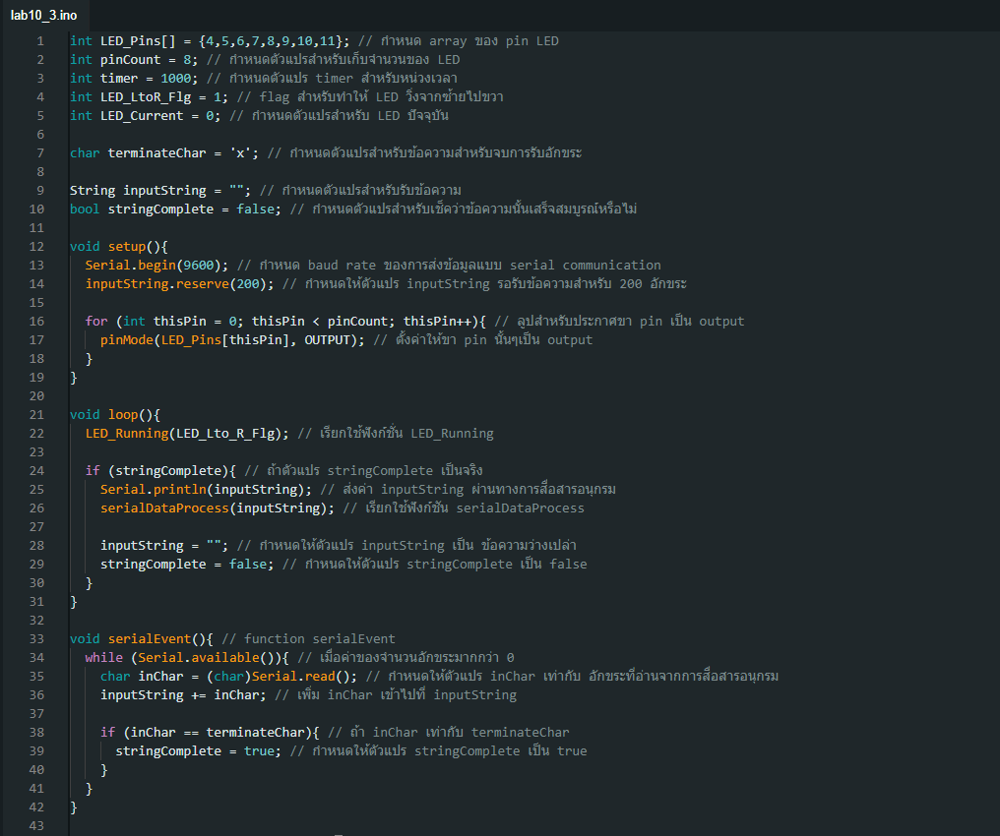 lab10_3.ino
1 int LED_Pins[] = {4,5,6,7,8,9,10,11}; // กำหนด array ของ pin LED
2 int pinCount = 8; // กำหนดตัวแปรสำหรับเก็บจำนวนของ LED
3 int timer = 1000; // กำหนดตัวแปร timer สำหรับหน่วงเวลา
4 int LED_LtoR_Flg = 1; // flag สำหรับทำให้ LED วิ่งจากซ้ายไปขวา
5 int LED_Current = 0; // กำหนดตัวแปรสำหรับ LED ปัจจุบัน
6
7 char terminateChar = 'x'; // กำหนดตัวแปรสำหรับข้อความสำหรับจบการรับอักขระ
8
9 String inputString = ""; // กำหนดตัวแปรสำหรับรับข้อความ
10 bool stringComplete = false; // กำหนดตัวแปรสำหรับเช็คว่าข้อความนั้นเสร็จสมบูรณ์หรือไม่
11
12 void setup(){
13 Serial.begin(9600); // กำหนด baud rate ของการส่งข้อมูลแบบ serial communication
14 inputString.reserve(200); // กำหนดให้ตัวแปร inputString รอรับข้อความสำหรับ 200 อักขระ
15
16 for (int thisPin = 0; thisPin < pinCount; thisPin++){ // ลูปสำหรับประกาศขา pin เป็น output
17 pinMode(LED_Pins[thisPin], OUTPUT); // ตั้งค่าให้ขา pin นั้นๆเป็น output
18 }
19 }
20
21 void loop(){
22 LED_Running(LED_Lto_R_Flg); // เรียกใช้ฟังก์ชั่น LED_Running
23
24 if (stringComplete){ // ถ้าตัวแปร stringComplete เป็นจริง
25 Serial.println(inputString); // ส่งค่า inputString ผ่านทางการสื่อสารอนุกรม
26 serialDataProcess(inputString); // เรียกใช้ฟังก์ชัน serialDataProcess
27
28 inputString = ""; // กำหนดให้ตัวแปร inputString เป็น ข้อความว่างเปล่า
29 stringComplete = false; // กำหนดให้ตัวแปร stringComplete เป็น false
30 }
31 }
32
33 void serialEvent(){ // function serialEvent
34 while (Serial.available()){ // เมื่อค่าของจำนวนอักขระมากกว่า 0
35 char inChar = (char)Serial.read(); // กำหนดให้ตัวแปร inChar เท่ากับ อักขระที่อ่านจากการสื่อสารอนุกรม
36 inputString += inChar; // เพิ่ม inChar เข้าไปที่ inputString
37
38 if (inChar == terminateChar){ // ถ้า inChar เท่ากับ terminateChar
39 stringComplete = true; // กำหนดให้ตัวแปร stringComplete เป็น true
40 }
41 }
42 }
43